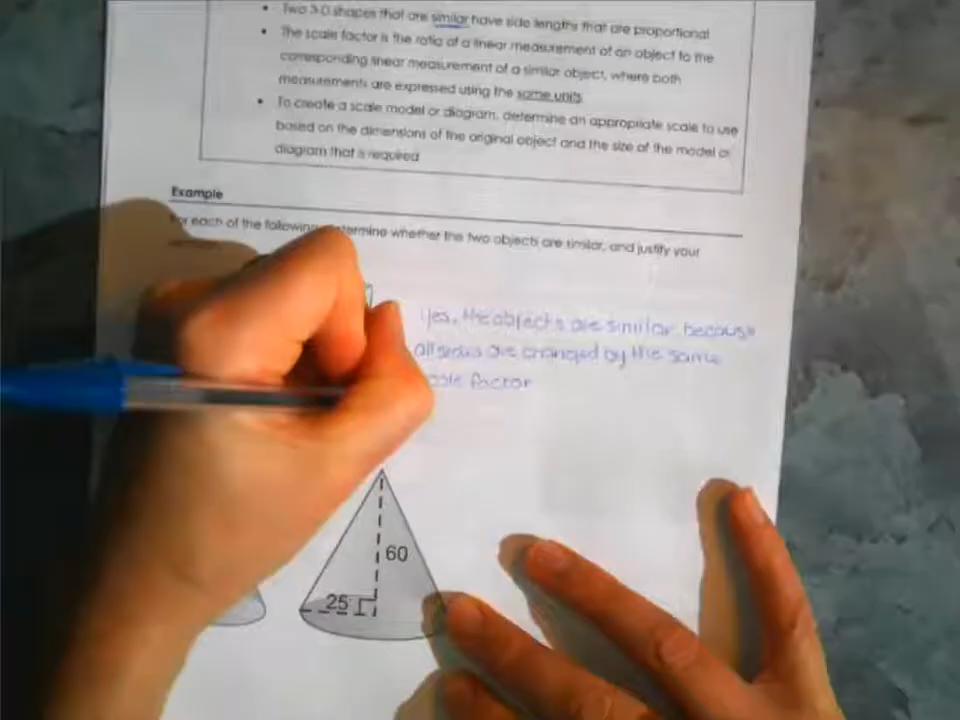 • Two 3-D shapes that are similar have side lengths that are proportional
• The scale factor is the ratio of a linear measurement of an object to the
corresponding linear measurement of a similar object, where both
measurements are expressed using the same units
• To create a scale model or diagram, determine an appropriate scale to use
based on the dimensions of the original object and the size of the model or
diagram that is required
Example
For each of the following, determine whether the two objects are similar, and justify your
Yes, the objects are similar because
all sides are changed by the same
scale factor
60
25